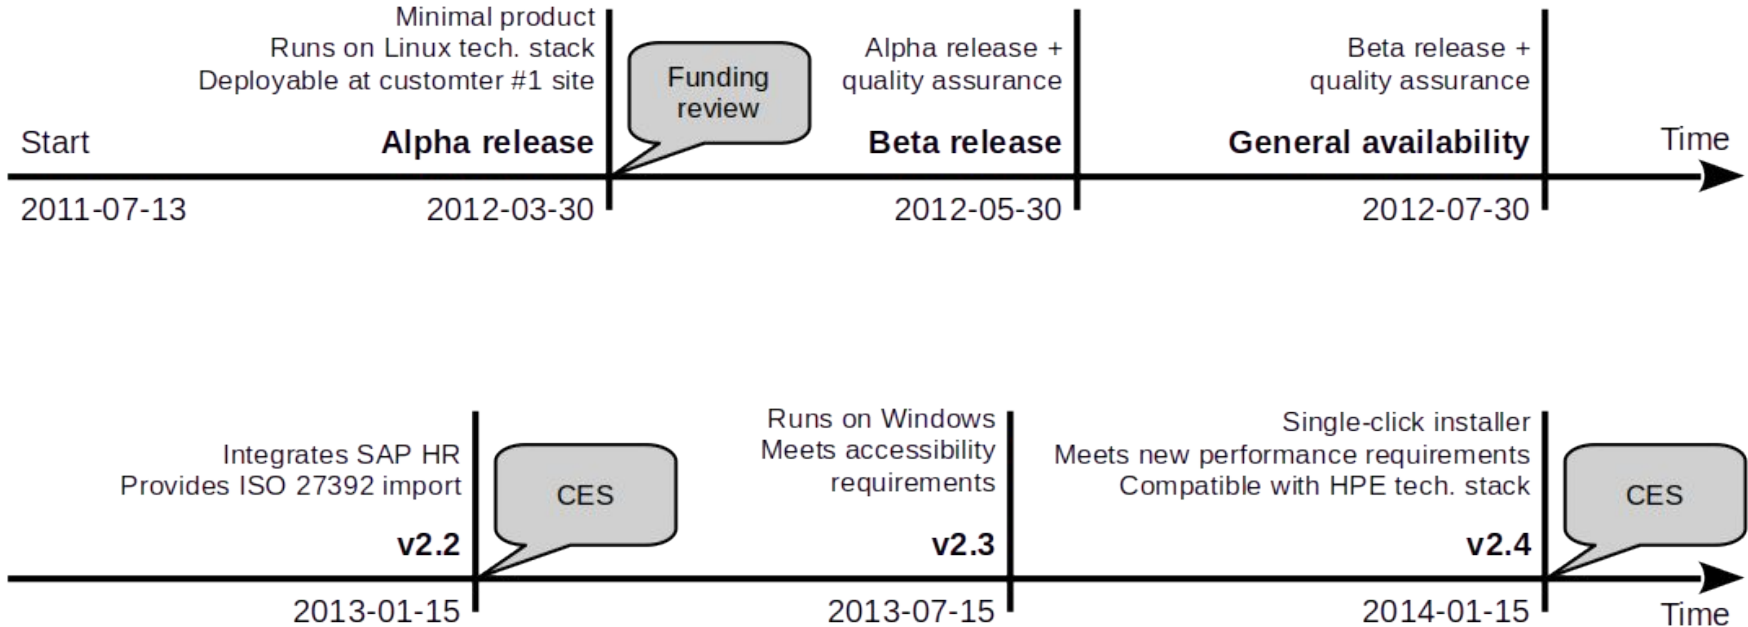 Minimal product
Runs on Linux tech. stack
Deployable at customter #1 site
Funding
review
Alpha release +
quality assurance
Beta release +
quality assurance
Start
Alpha release
Beta release
General availability
Time
2011-07-13
2012-03-30
2012-05-30
2012-07-30
Integrates SAP HR
Provides ISO 27392 import
CES
Runs on Windows
Meets accessibility
requirements
Single-click installer
Meets new performance requirements
Compatible with HPE tech. stack
CES
v2.2
v2.3
v2.4
2013-01-15
2013-07-15
2014-01-15
Time